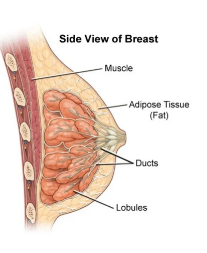 Side View of Breast
Muscle
Adipose Tissue
(Fat)
Ducts
Lobules